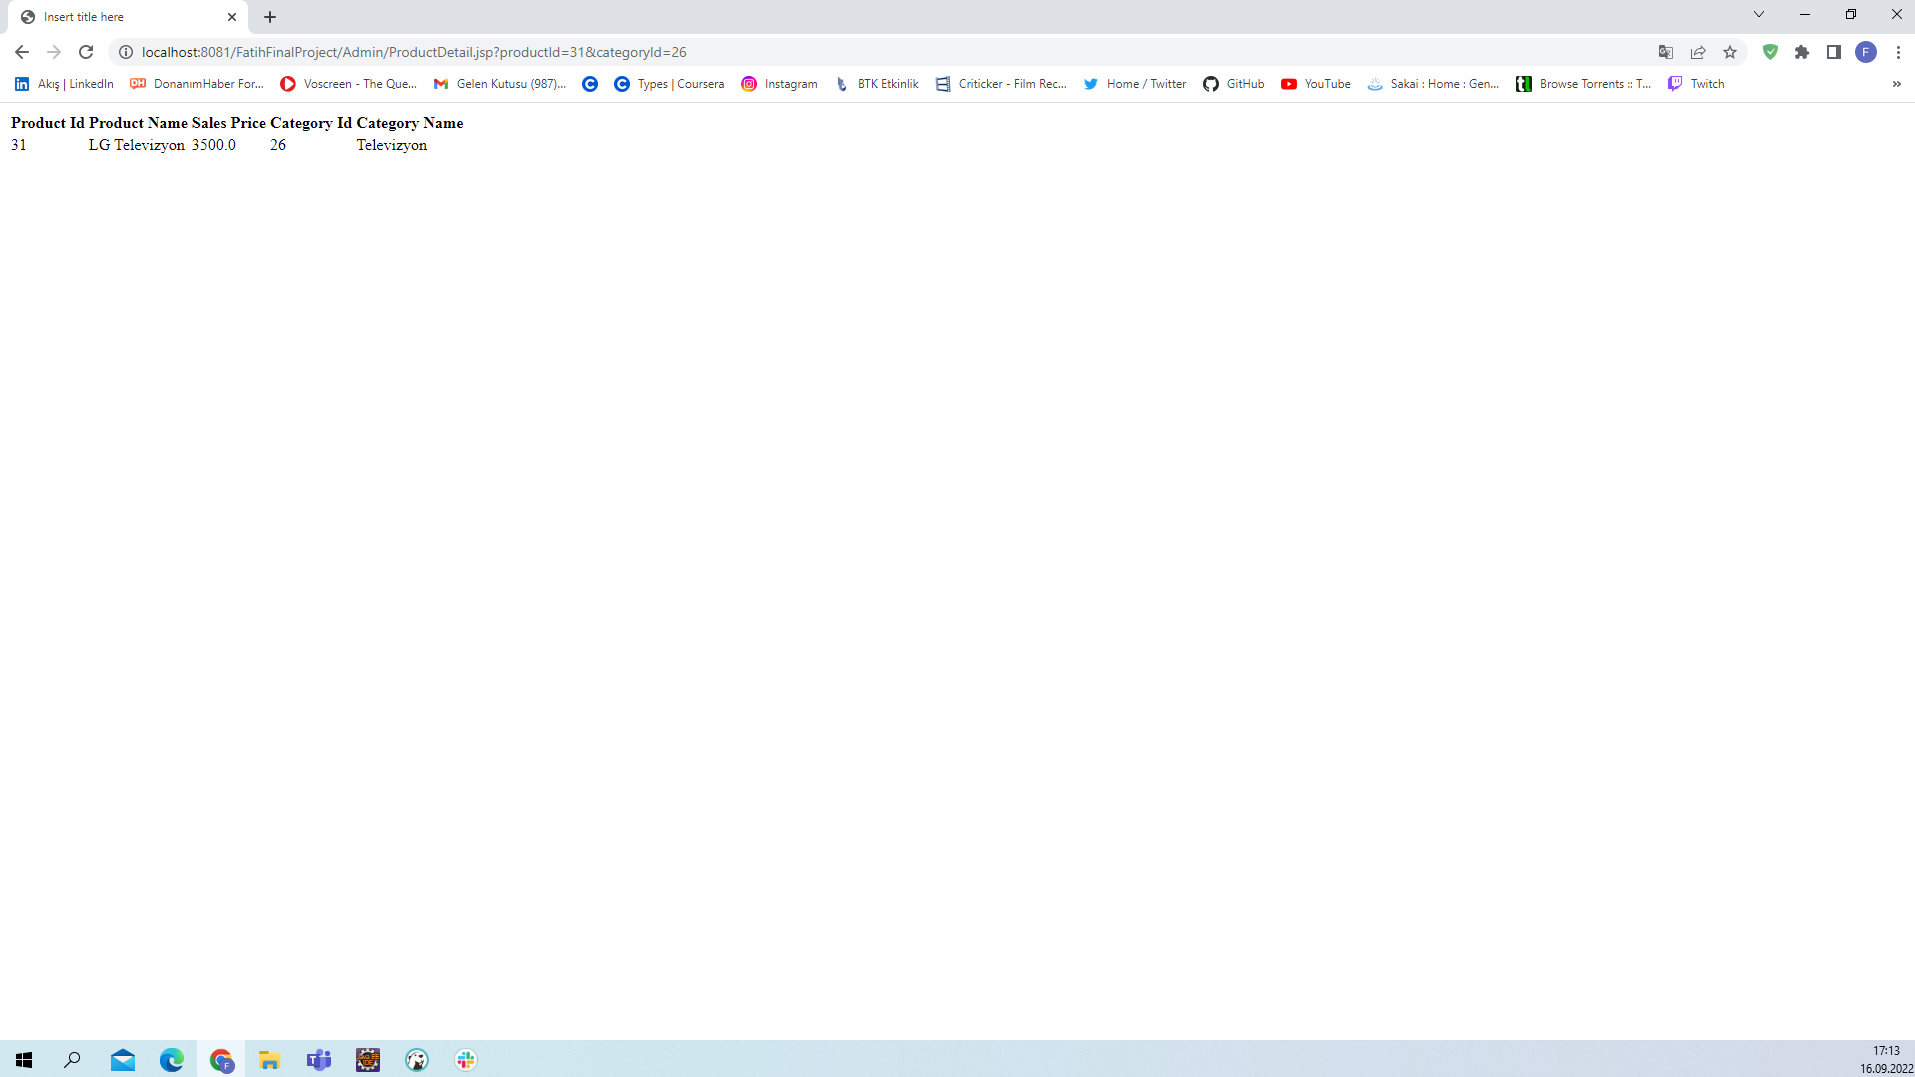 Insert title here
localhost:8081/FatihFinalProject/Admin/ProductDetail.jsp?productId=31&categoryId=26
F
Akış | LinkedIn DonanımHaber For... Voscreen - The Que... Gelen Kutusu (987)... Types | Coursera Instagram BTK Etkinlik Criticker - Film Rec... Home / Twitter GitHub YouTube Sakai : Home : Gen... Browse Torrents :: T... Twitch »
Product Id Product Name Sales Price Category Id Category Name
31 LG Televizyon 3500.0 26 Televizyon
17:13
16.09.2022